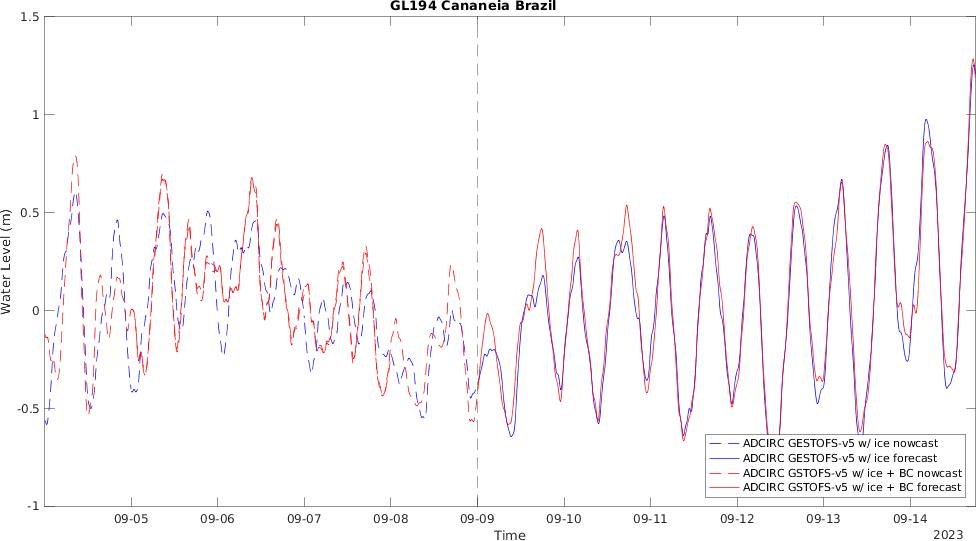 GL194 Cananeia Brazil
1.5
1
0.5
0
-0.5
-1
Water Level (m)
09-05 09-06 09-07 09-08 09-09 09-10 09-11 09-12 09-13 09-14
Time
2023
ADCIRC GESTOFS-v5 w/ ice nowcast
ADCIRC GESTOFS-v5 w/ ice forecast
ADCIRC GSTOFS-v5 w/ ice + BC nowcast
ADCIRC GSTOFS-v5 w/ ice + BC forecast